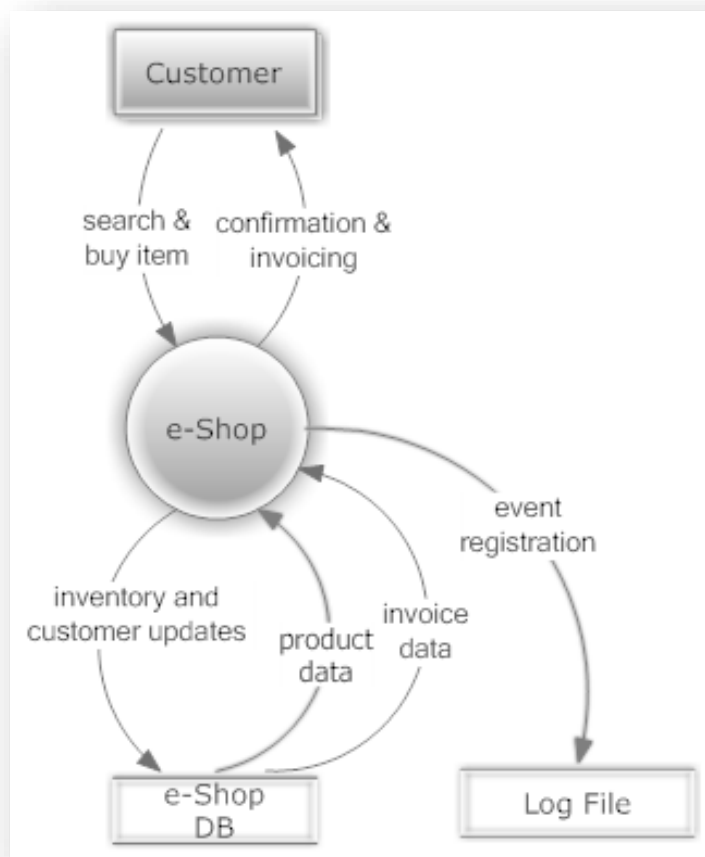 Customer
search &
buy item
confirmation &
invoicing
e-Shop
event
registration
inventory and
customer updates
product
data
invoice
data
e-Shop
DB
Log File